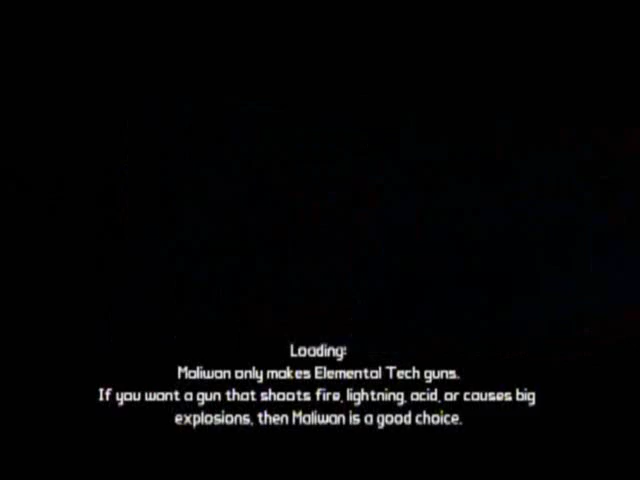 Loading:
Maliwan only makes Elemental Tech guns.
If you want a gun that shoots fire, lightning, acid, or causes big
explosions, then Maliwan is a good choice.